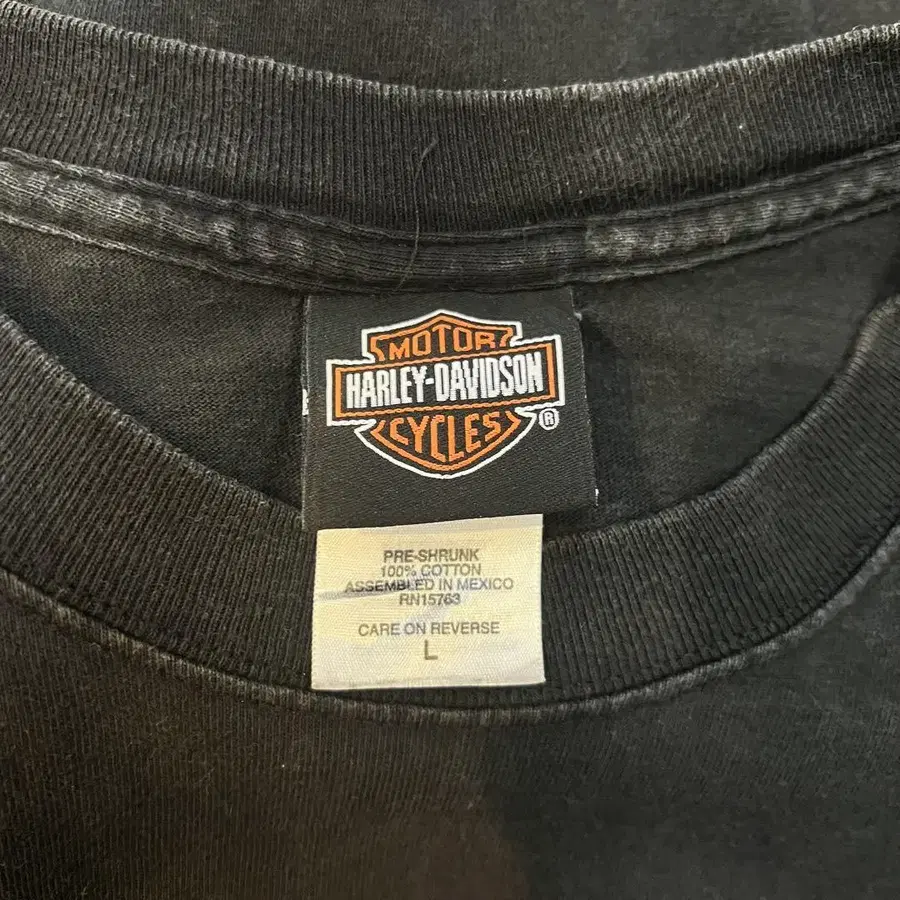 MOTOR
HARLEY-DAVIDSON
CYCLES
®
PRE-SHRUNK
100% COTTON
ASSEMBLED IN MEXICO
RN15763
CARE ON REVERSE
L